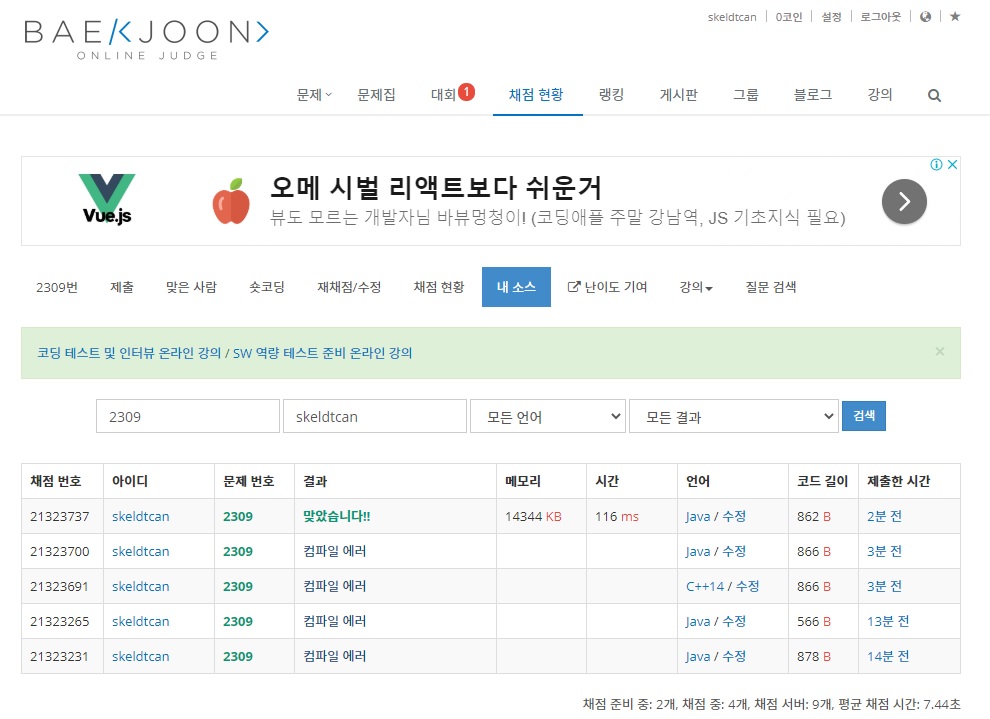 skeldtcan 0코인 설정 로그아웃
BAEKJOON
ONLINE JUDGE
문제 문제집 대회 1 채점 현황 랭킹 게시판 그룹 블로그 강의
Vue.js
오메 시벌 리액트보다 쉬운거
뷰도 모르는 개발자님 바뷰멍청이! (코딩애플 주말 강남역, JS 기초지식 필요)
2309번 제출 맞은 사람 숏코딩 재채점/수정 채점 현황 내 소스 난이도 기여 강의 질문 검색
코딩 테스트 및 인터뷰 온라인 강의 / SW 역량 테스트 준비 온라인 강의 ×
2309 skeldtcan 모든 언어 모든 결과 검색
채점 번호 아이디 문제 번호 결과 메모리 시간 언어 코드 길이 제출한 시간
21323737 skeldtcan 2309 맞았습니다!! 14344 KB 116 ms Java / 수정 862 B 2분 전
21323700 skeldtcan 2309 컴파일 에러 Java / 수정 866 B 3분 전
21323691 skeldtcan 2309 컴파일 에러 C++14 / 수정 866 B 3분 전
21323265 skeldtcan 2309 컴파일 에러 Java / 수정 566 B 13분 전
21323231 skeldtcan 2309 컴파일 에러 Java / 수정 878 B 14분 전
채점 준비 중: 2개, 채점 중: 4개, 채점 서버: 9개, 평균 채점 시간: 7.44초